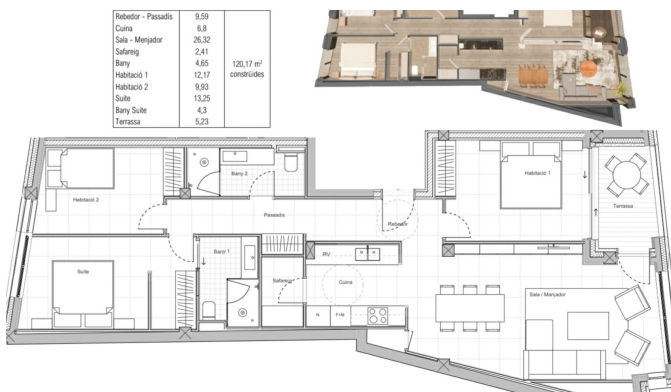 Rebedor - Passadís 9,59
Cuina 6,8
Sala - Menjador 26,32
Safareig 2,41
Bany 4,65
Habitació 1 12,17
Habitació 2 9,93
Suite 13,25
Bany Suite 4,3
Terrassa 5,23
120,17 m²
construïdes
Habitació 2
Bany 2
Habitació 1
Terrassa
Passadís
Rebedor
Suite
Bany 1
RV
Safareig
Cuina
Sala / Manjador
N
F+M